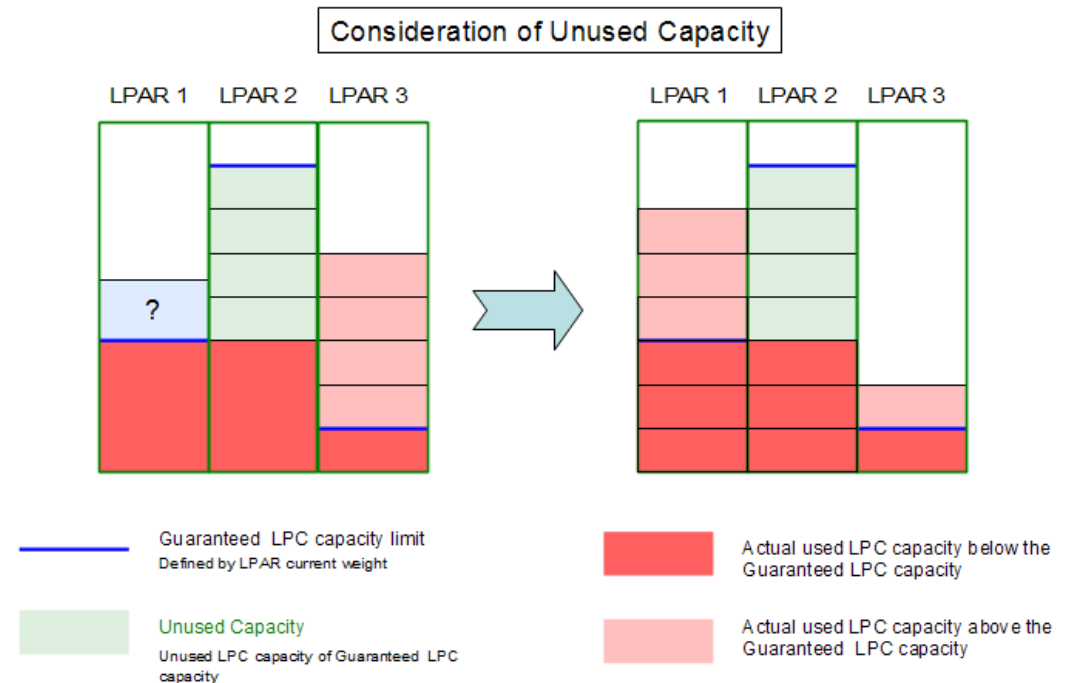 Consideration of Unused Capacity
LPAR 1
LPAR 2
LPAR 3
LPAR 1
LPAR 2
LPAR 3
?
Guaranteed LPC capacity limit
Defined by LPAR current weight
Unused Capacity
Unused LPC capacity of Guaranteed LPC
capacity
Actual used LPC capacity below the
Guaranteed LPC capacity
Actual used LPC capacity above the
Guaranteed LPC capacity